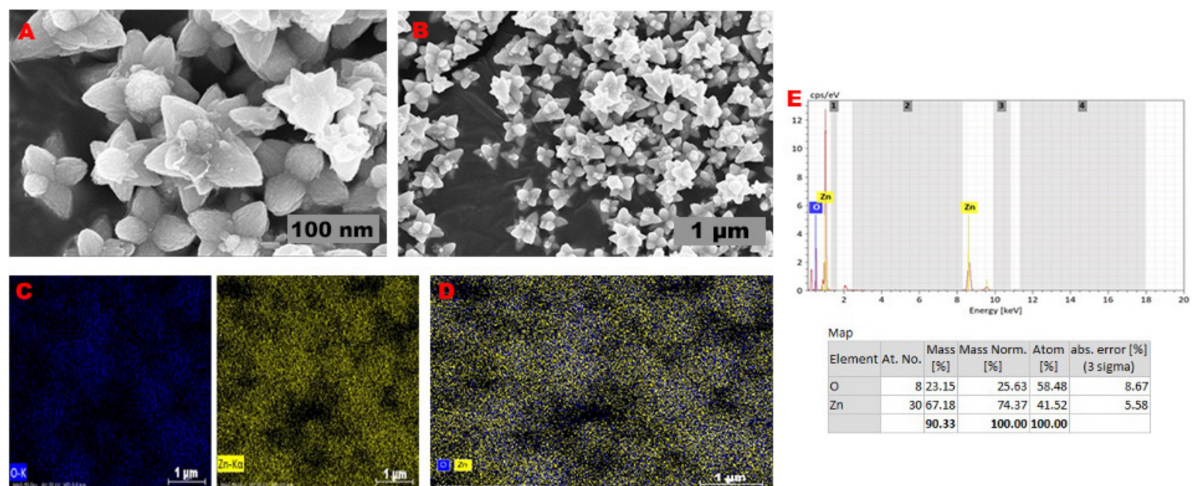 A
100 nm
B
1 µm
C
O-K
1 µm
Zn-Kα
1 µm
D
O Zn
1 µm
E
cps/eV
1 2 3 4
12
10
8
6
4
2
0
Zn
O
Zn
2 4 6 8 10 12 14 16 18 20
Energy [keV]
Map
Element At. No. Mass [%] Mass Norm. [%] Atom [%] abs. error [%] (3 sigma)
O 8 23.15 25.63 58.48 8.67
Zn 30 67.18 74.37 41.52 5.58
90.33 100.00 100.00